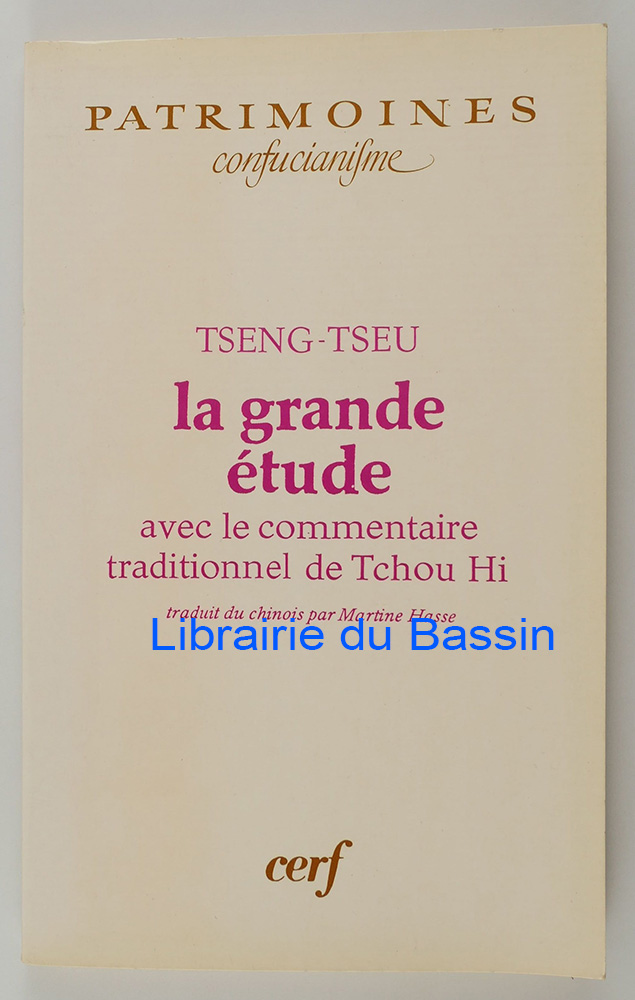 PATRIMOINES
confucianisme
TSENG-TSEU
la grande
étude
avec le commentaire
traditionnel de Tchou Hi
traduit du chinois par Martine Hasse
Librairie du Bassin
cerf